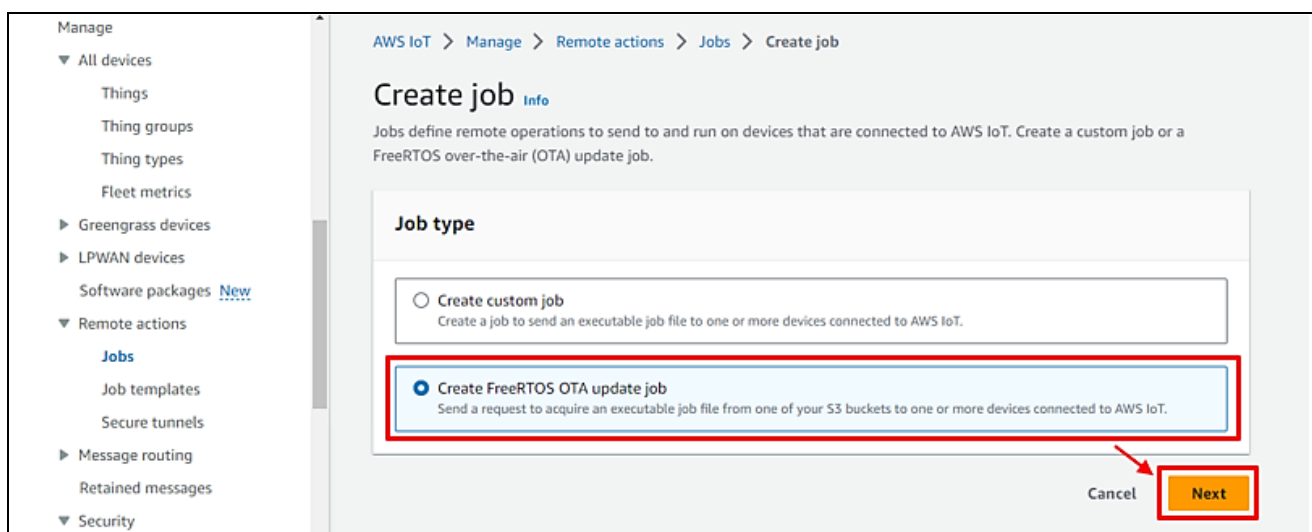 Manage
All devices
Things
Thing groups
Thing types
Fleet metrics
Greengrass devices
LPWAN devices
Software packages New
Remote actions
Jobs
Job templates
Secure tunnels
Message routing
Retained messages
Security
AWS IoT > Manage > Remote actions > Jobs > Create job
Create job Info
Jobs define remote operations to send to and run on devices that are connected to AWS IoT. Create a custom job or a
FreeRTOS over-the-air (OTA) update job.
Job type
Create custom job
Create a job to send an executable job file to one or more devices connected to AWS IoT.
Create FreeRTOS OTA update job
Send a request to acquire an executable job file from one of your S3 buckets to one or more devices connected to AWS IoT.
Cancel
Next